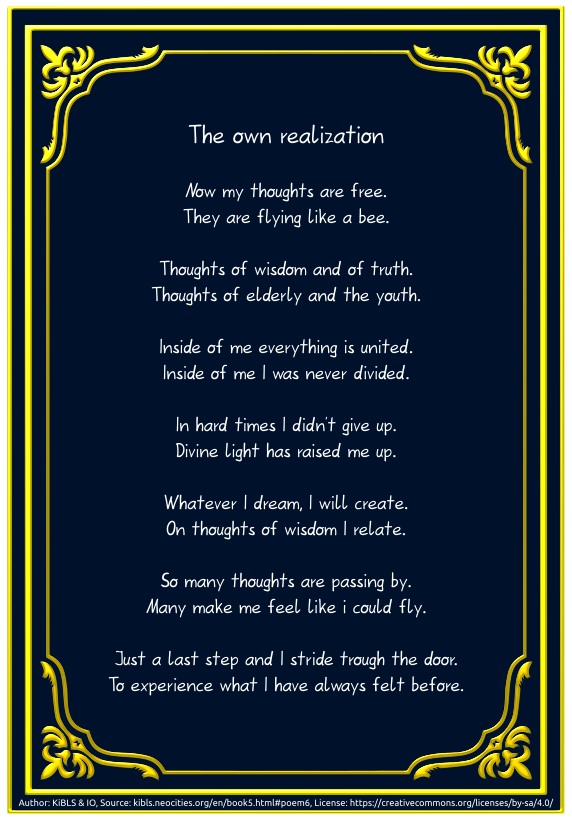 The own realization
Now my thoughts are free.
They are flying like a bee.
Thoughts of wisdom and of truth.
Thoughts of elderly and the youth.
Inside of me everything is united.
Inside of me I was never divided.
In hard times I didn't give up.
Divine light has raised me up.
Whatever I dream, I will create.
On thoughts of wisdom I relate.
So many thoughts are passing by.
Many make me feel like i could fly.
Just a last step and I stride trough the door.
To experience what I have always felt before.
Author: KiBLS & IO, Source: kibls.neocities.org/en/book5.html#poem6, License: https://creativecommons.org/licenses/by-sa/4.0/